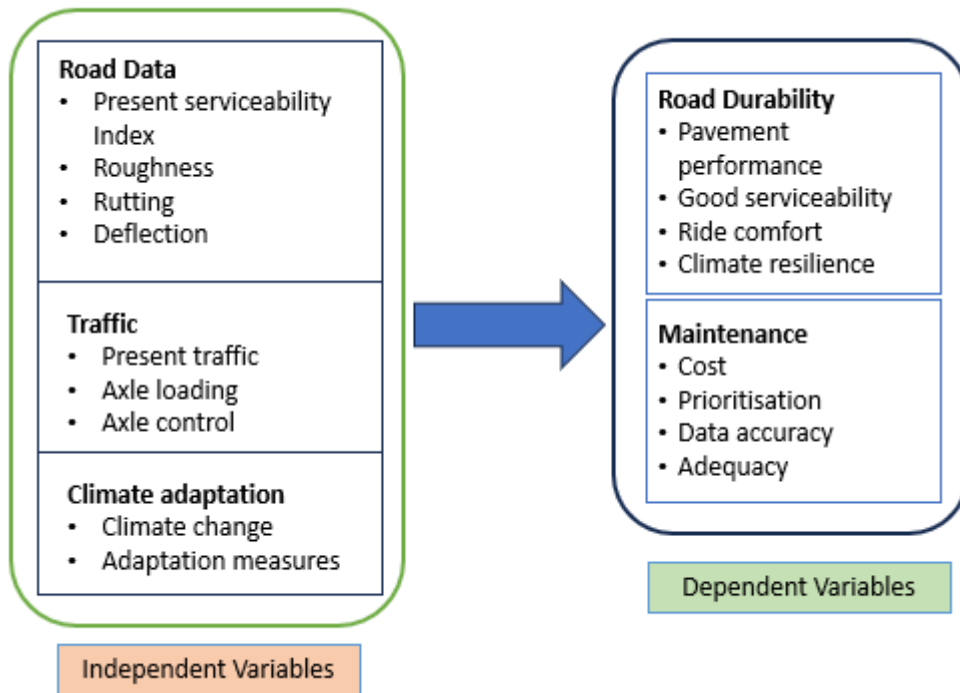 Road Data
• Present serviceability
Index
• Roughness
• Rutting
• Deflection
Traffic
• Present traffic
• Axle loading
• Axle control
Climate adaptation
• Climate change
• Adaptation measures
Independent Variables
Road Durability
• Pavement
performance
• Good serviceability
• Ride comfort
• Climate resilience
Maintenance
• Cost
• Prioritisation
• Data accuracy
• Adequacy
Dependent Variables